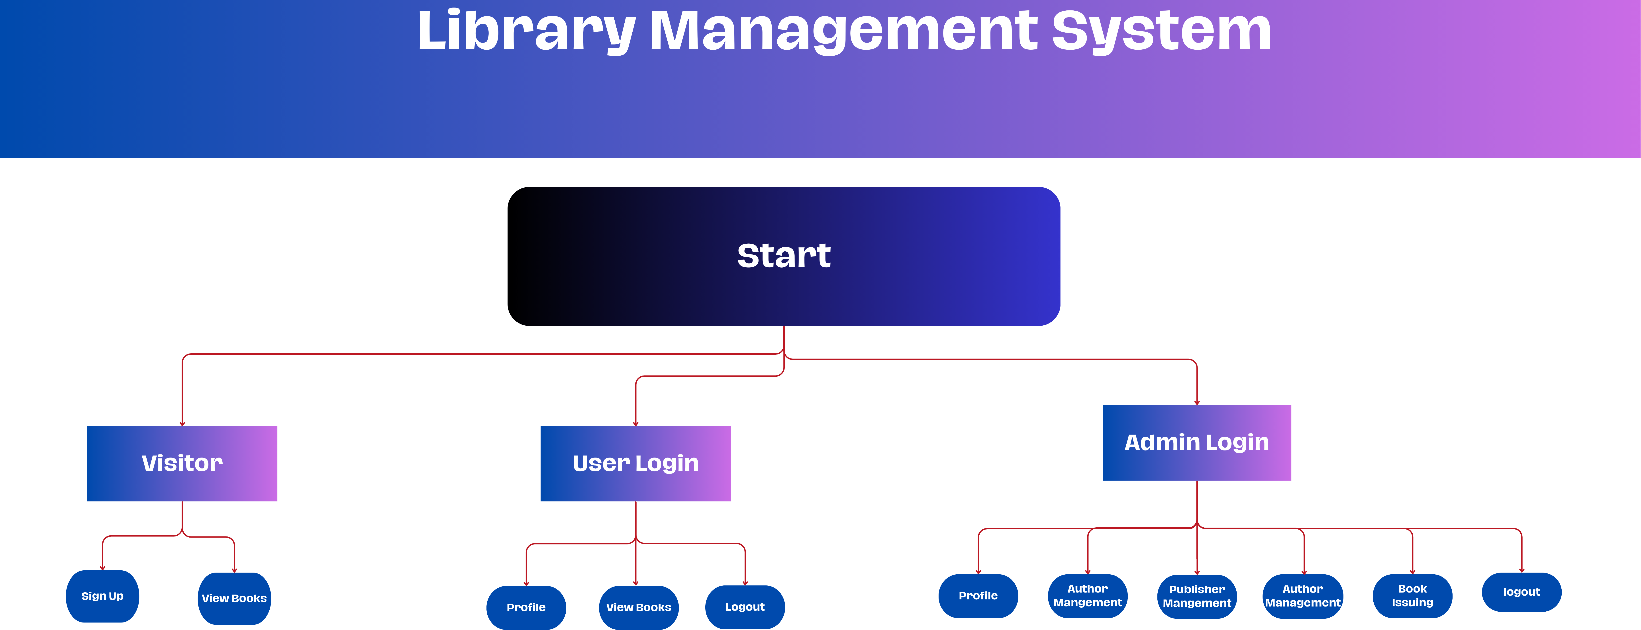 Library Management System
Start
Visitor
User Login
Admin Login
Sign Up
View Books
Profile
View Books
Logout
Profile
Author
Mangement
Publisher
Mangement
Author
Managcmcnt
Book
Issuing
logout